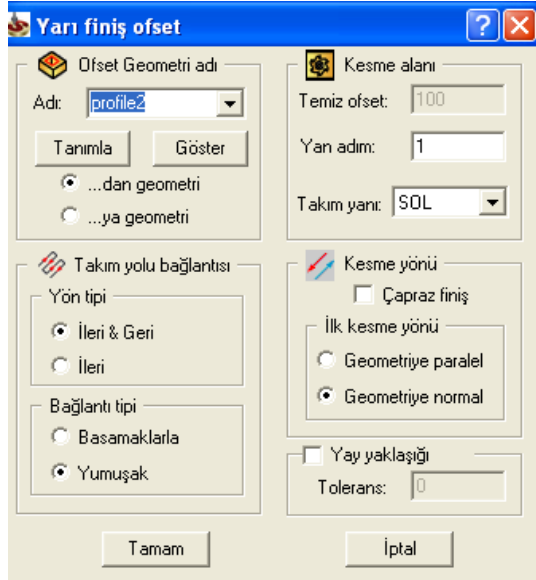 Yarı finiş ofset
Ofset Geometri adı
Adı: profile2
Tanımla Göster
...dan geometri
...ya geometri
Kesme alanı
Temiz ofset: 100
Yan adım: 1
Takım yanı: SOL
Takım yolu bağlantısı
Yön tipi
İleri & Geri
İleri
Bağlantı tipi
Basamaklarla
Yumuşak
Kesme yönü
Çapraz finiş
İlk kesme yönü
Geometriye paralel
Geometriye normal
Yay yaklaşığı
Tolerans: 0
Tamam İptal